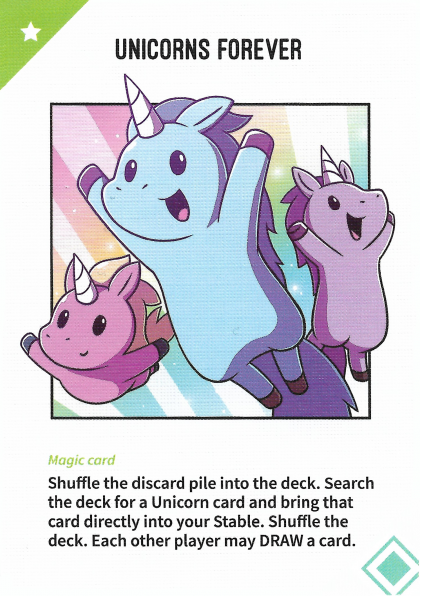 UNICORNS FOREVER
Magic card
Shuffle the discard pile into the deck. Search
the deck for a Unicorn card and bring that
card directly into your Stable. Shuffle the
deck. Each other player may DRAW a card.